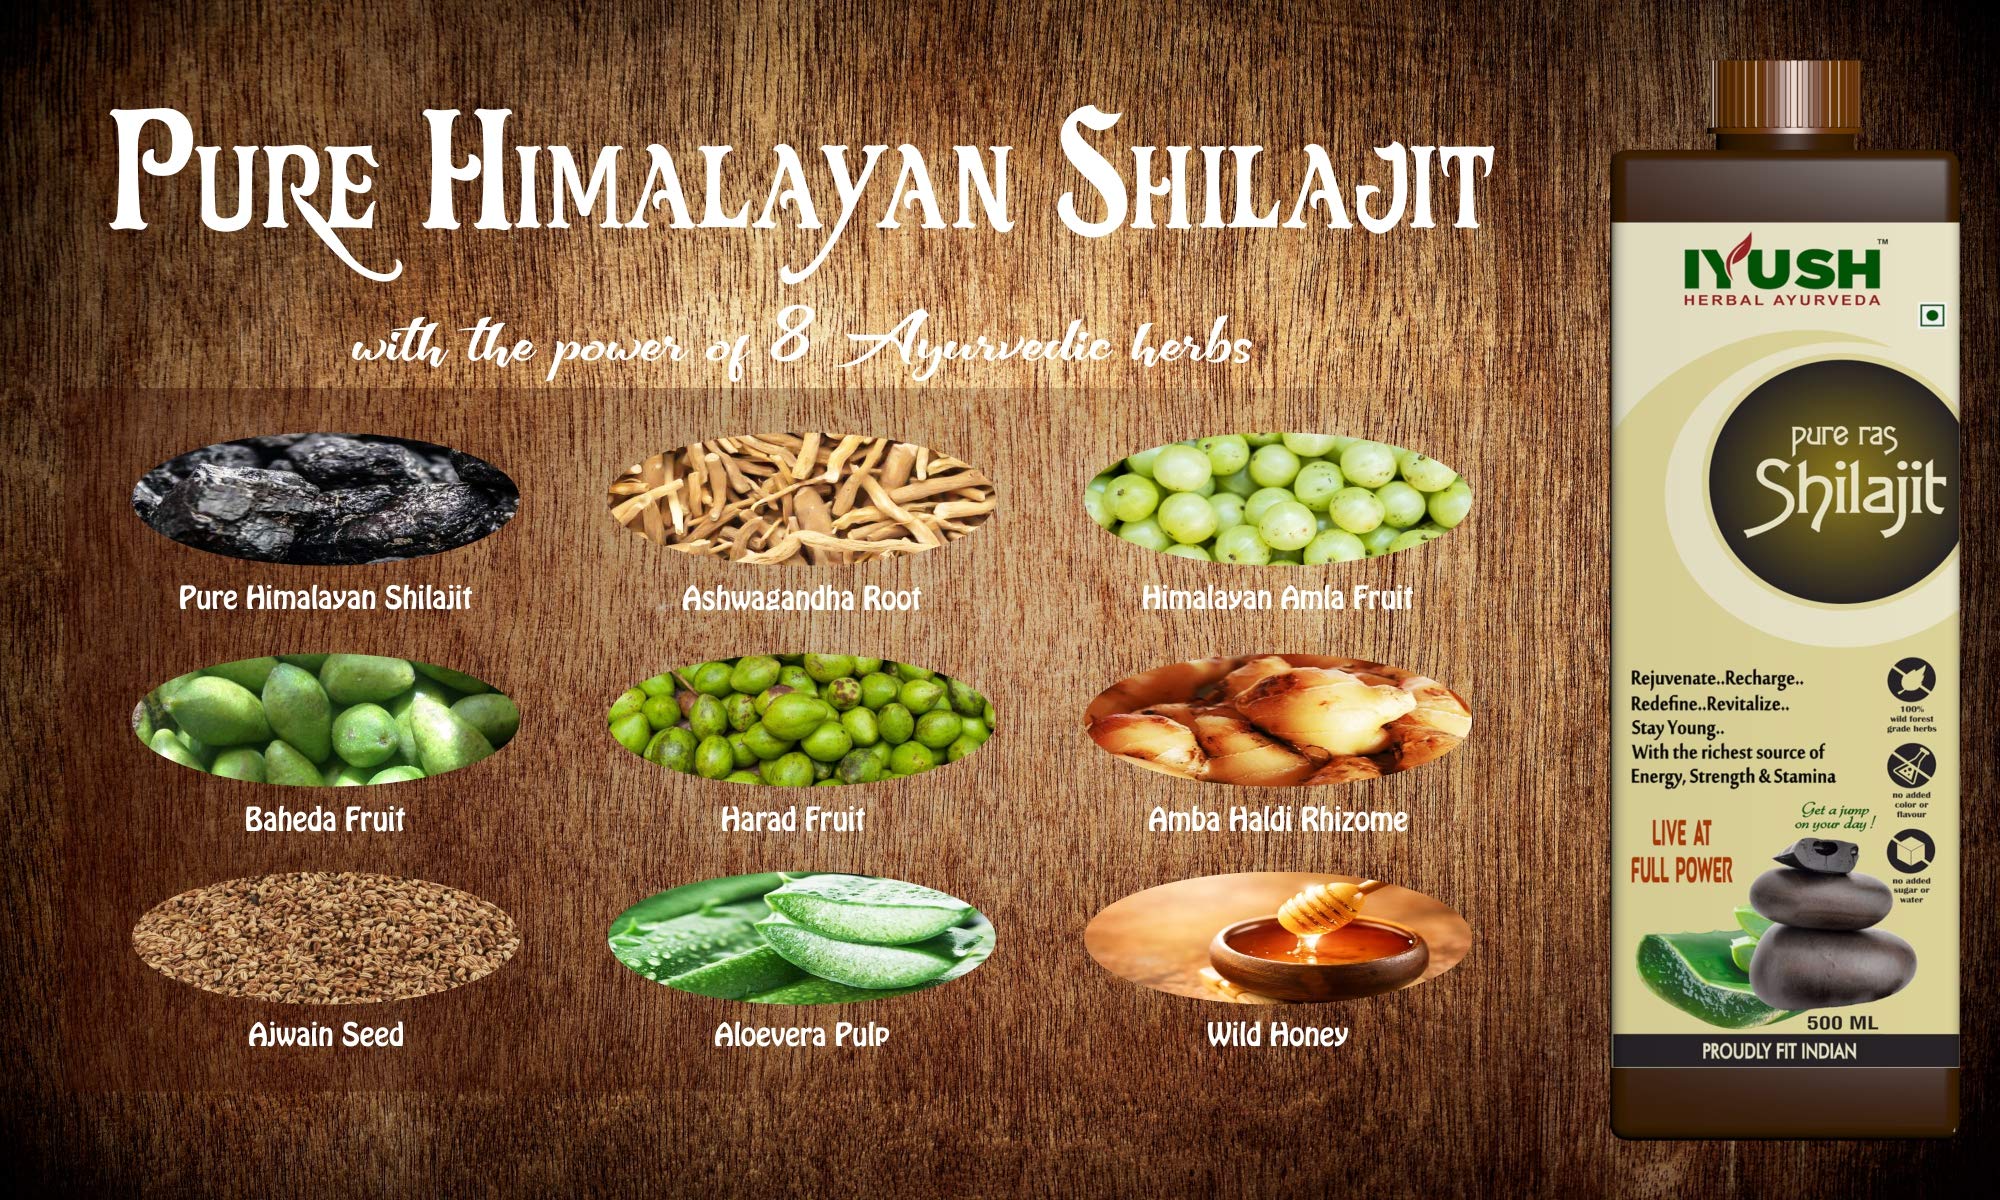 PURE HIMALAYAN SHILAJIT
with the power of 8 Ayurvedic herbs
Pure Himalayan Shilajit
Ashwagandha Root
Himalayan Amla Fruit
Baheda Fruit
Harad Fruit
Amba Haldi Rhizome
Ajwain Seed
Aloevera Pulp
Wild Honey
IYUSH™
HERBAL AYURVEDA
pure ras
Shilajit
Rejuvenate..Recharge..
Redefine..Revitalize..
Stay Young..
With the richest source of
Energy, Strength & Stamina
100%
wild forest
grade herbs
no added
color or
flavour
no added
sugar or
water
Get a jump
on your day !
LIVE AT
FULL POWER
500 ML
PROUDLY FIT INDIAN